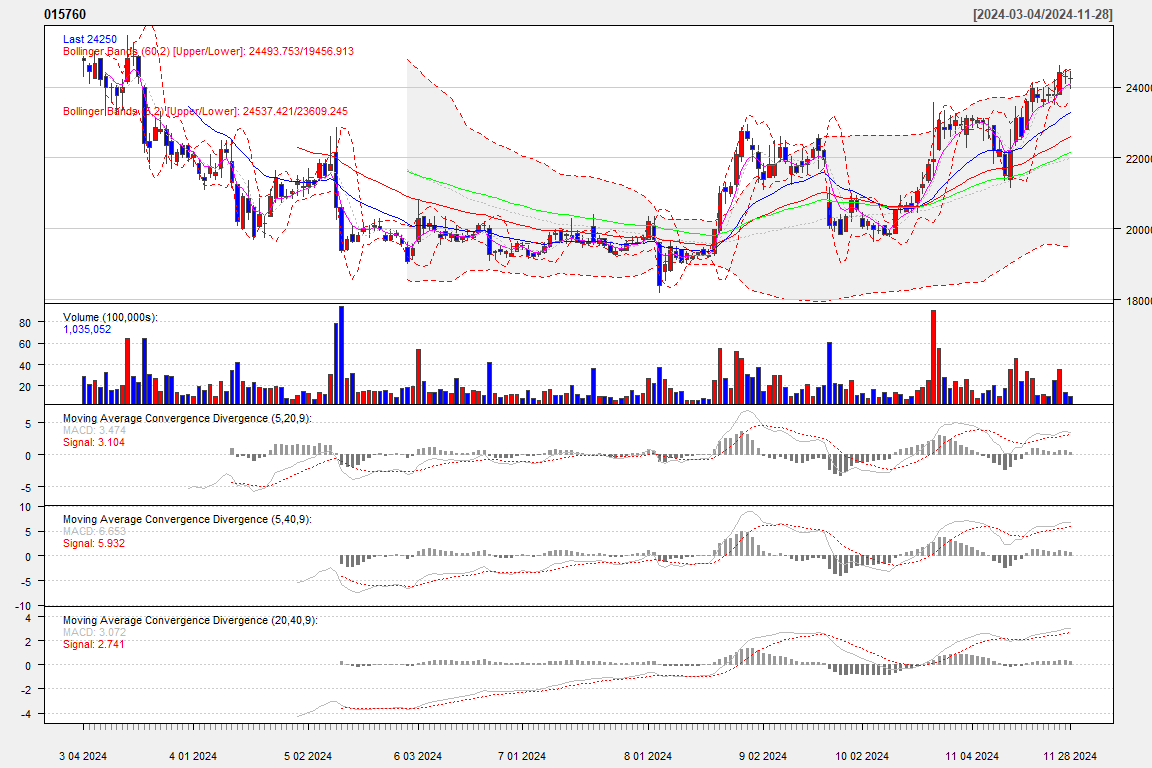 015760 [2024-03-04/2024-11-28]
Last 24250
Bollinger Bands (60,2) [Upper/Lower]: 24493.753/19456.913
Bollinger Bands (5,2) [Upper/Lower]: 24537.421/23609.245
24000
22000
20000
18000
Volume (100,000s):
1,035,052
80
60
40
20
Moving Average Convergence Divergence (5,20,9):
MACD: 3.474
Signal: 3.104
5
0
-5
Moving Average Convergence Divergence (5,40,9):
MACD: 6.653
Signal: 5.932
10
5
0
-5
-10
Moving Average Convergence Divergence (20,40,9):
MACD: 3.072
Signal: 2.741
4
2
0
-2
-4
3 04 2024 4 01 2024 5 02 2024 6 03 2024 7 01 2024 8 01 2024 9 02 2024 10 02 2024 11 04 2024 11 28 2024